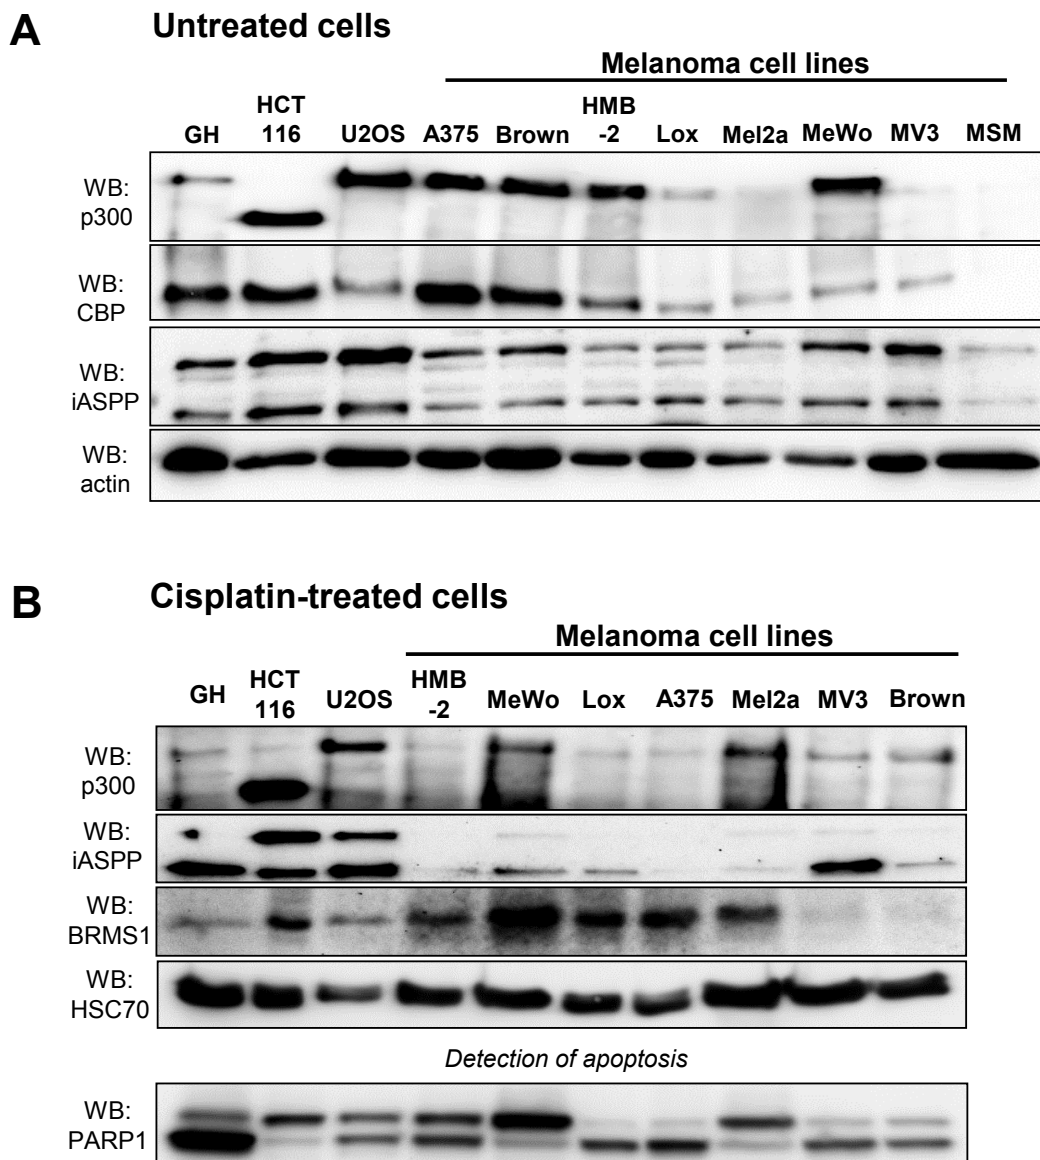 A
Untreated cells
Melanoma cell lines
GH HCT 116 U2OS A375 Brown HMB -2 Lox Mel2a MeWo MV3 MSM
WB: p300
WB: CBP
WB: iASPP
WB: actin
B
Cisplatin-treated cells
Melanoma cell lines
GH HCT 116 U2OS HMB -2 MeWo Lox A375 Mel2a MV3 Brown
WB: p300
WB: iASPP
WB: BRMS1
WB: HSC70
Detection of apoptosis
WB: PARP1